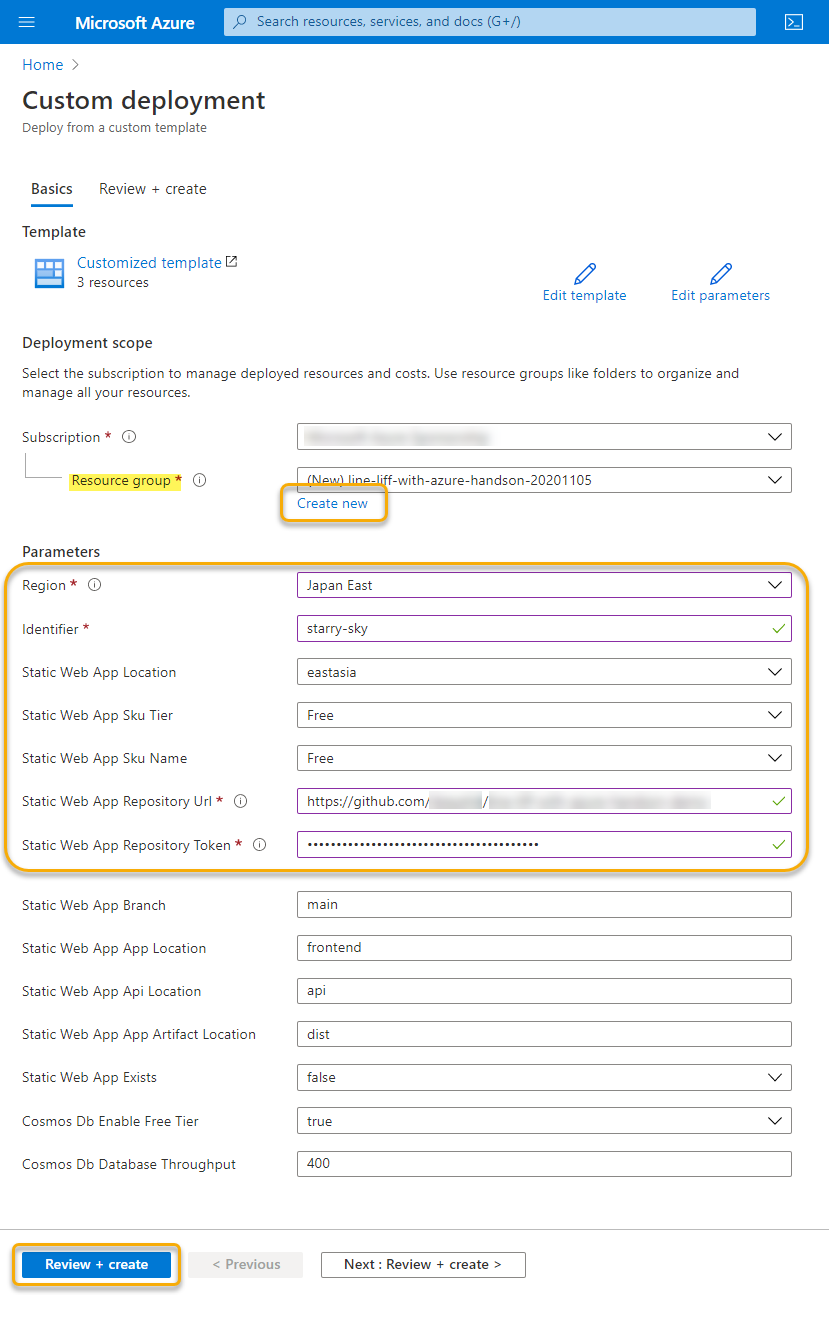 Microsoft Azure
Search resources, services, and docs (G+/)
Home
Custom deployment
Deploy from a custom template
Basics Review + create
Template
Customized template
3 resources
Edit template Edit parameters
Deployment scope
Select the subscription to manage deployed resources and costs. Use resource groups like folders to organize and
manage all your resources.
Subscription *
Resource group * (New) line-liff-with-azure-handson-20201105
Create new
Parameters
Region * Japan East
Identifier * starry-sky
Static Web App Location eastasia
Static Web App Sku Tier Free
Static Web App Sku Name Free
Static Web App Repository Url * https://github.com/ /
Static Web App Repository Token *
Static Web App Branch main
Static Web App App Location frontend
Static Web App Api Location api
Static Web App App Artifact Location dist
Static Web App Exists false
Cosmos Db Enable Free Tier true
Cosmos Db Database Throughput 400
Review + create < Previous Next : Review + create >